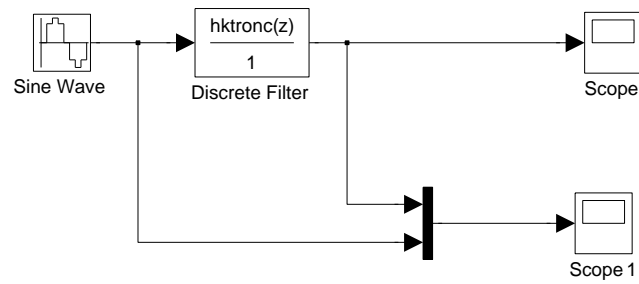 hktronc(z)
1
Sine Wave
Discrete Filter
Scope
Scope 1